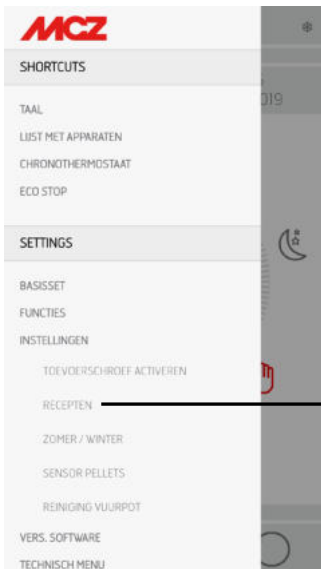 MCZ
SHORTCUTS
019
TAAL
LIJST MET APPARATEN
CHRONOTHERMOSTAAT
ECO STOP
SETTINGS
BASISSET
FUNCTIES
INSTELLINGEN
TOEVOERSCHROEF ACTIVEREN
RECEPTEN
ZOMER / WINTER
SENSOR PELLETS
REINIGING VUURPOT
VERS. SOFTWARE
TECHNISCH MENU